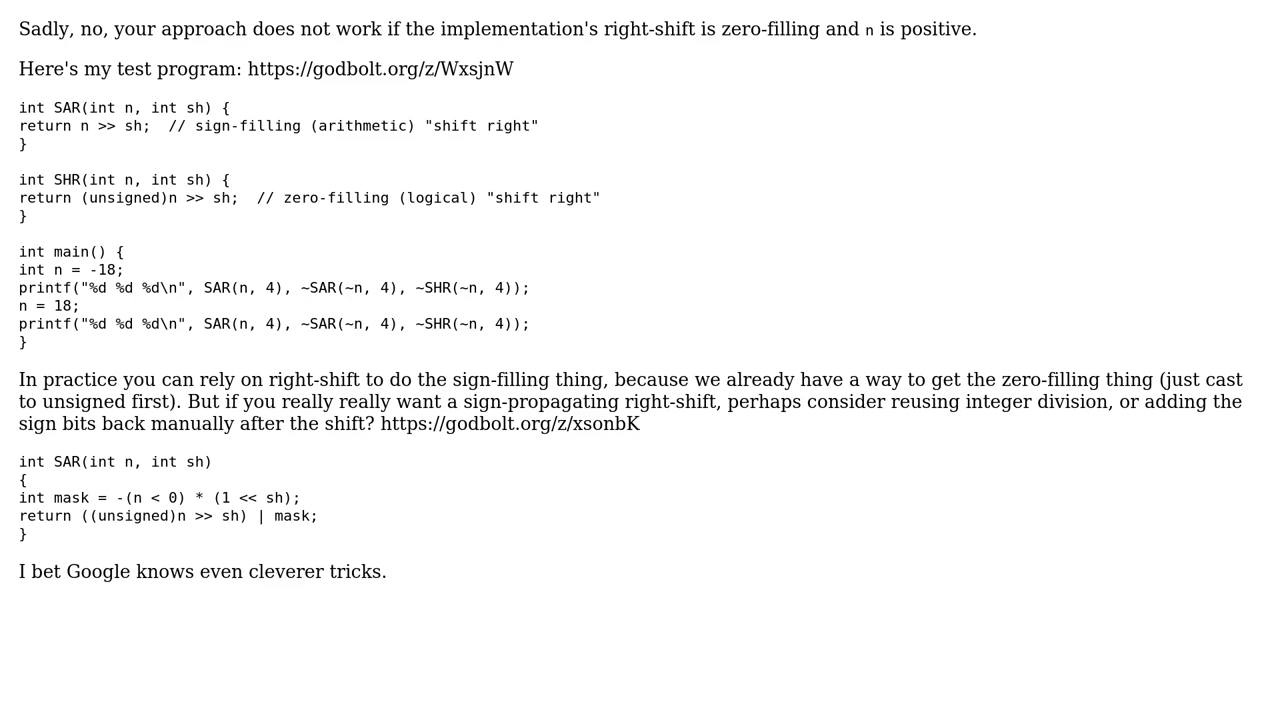 Sadly, no, your approach does not work if the implementation's right-shift is zero-filling and n is positive.
Here's my test program: https://godbolt.org/z/WxsjnW
int SAR(int n, int sh) {
return n >> sh;  // sign-filling (arithmetic) "shift right"
}
int SHR(int n, int sh) {
return (unsigned)n >> sh;  // zero-filling (logical) "shift right"
}
int main() {
int n = -18;
printf("%d %d %d\n", SAR(n, 4), ~SAR(~n, 4), ~SHR(~n, 4));
n = 18;
printf("%d %d %d\n", SAR(n, 4), ~SAR(~n, 4), ~SHR(~n, 4));
}
In practice you can rely on right-shift to do the sign-filling thing, because we already have a way to get the zero-filling thing (just cast
to unsigned first). But if you really really want a sign-propagating right-shift, perhaps consider reusing integer division, or adding the
sign bits back manually after the shift? https://godbolt.org/z/xsonbK
int SAR(int n, int sh)
{
int mask = -(n < 0) * (1 << sh);
return ((unsigned)n >> sh) | mask;
}
I bet Google knows even cleverer tricks.